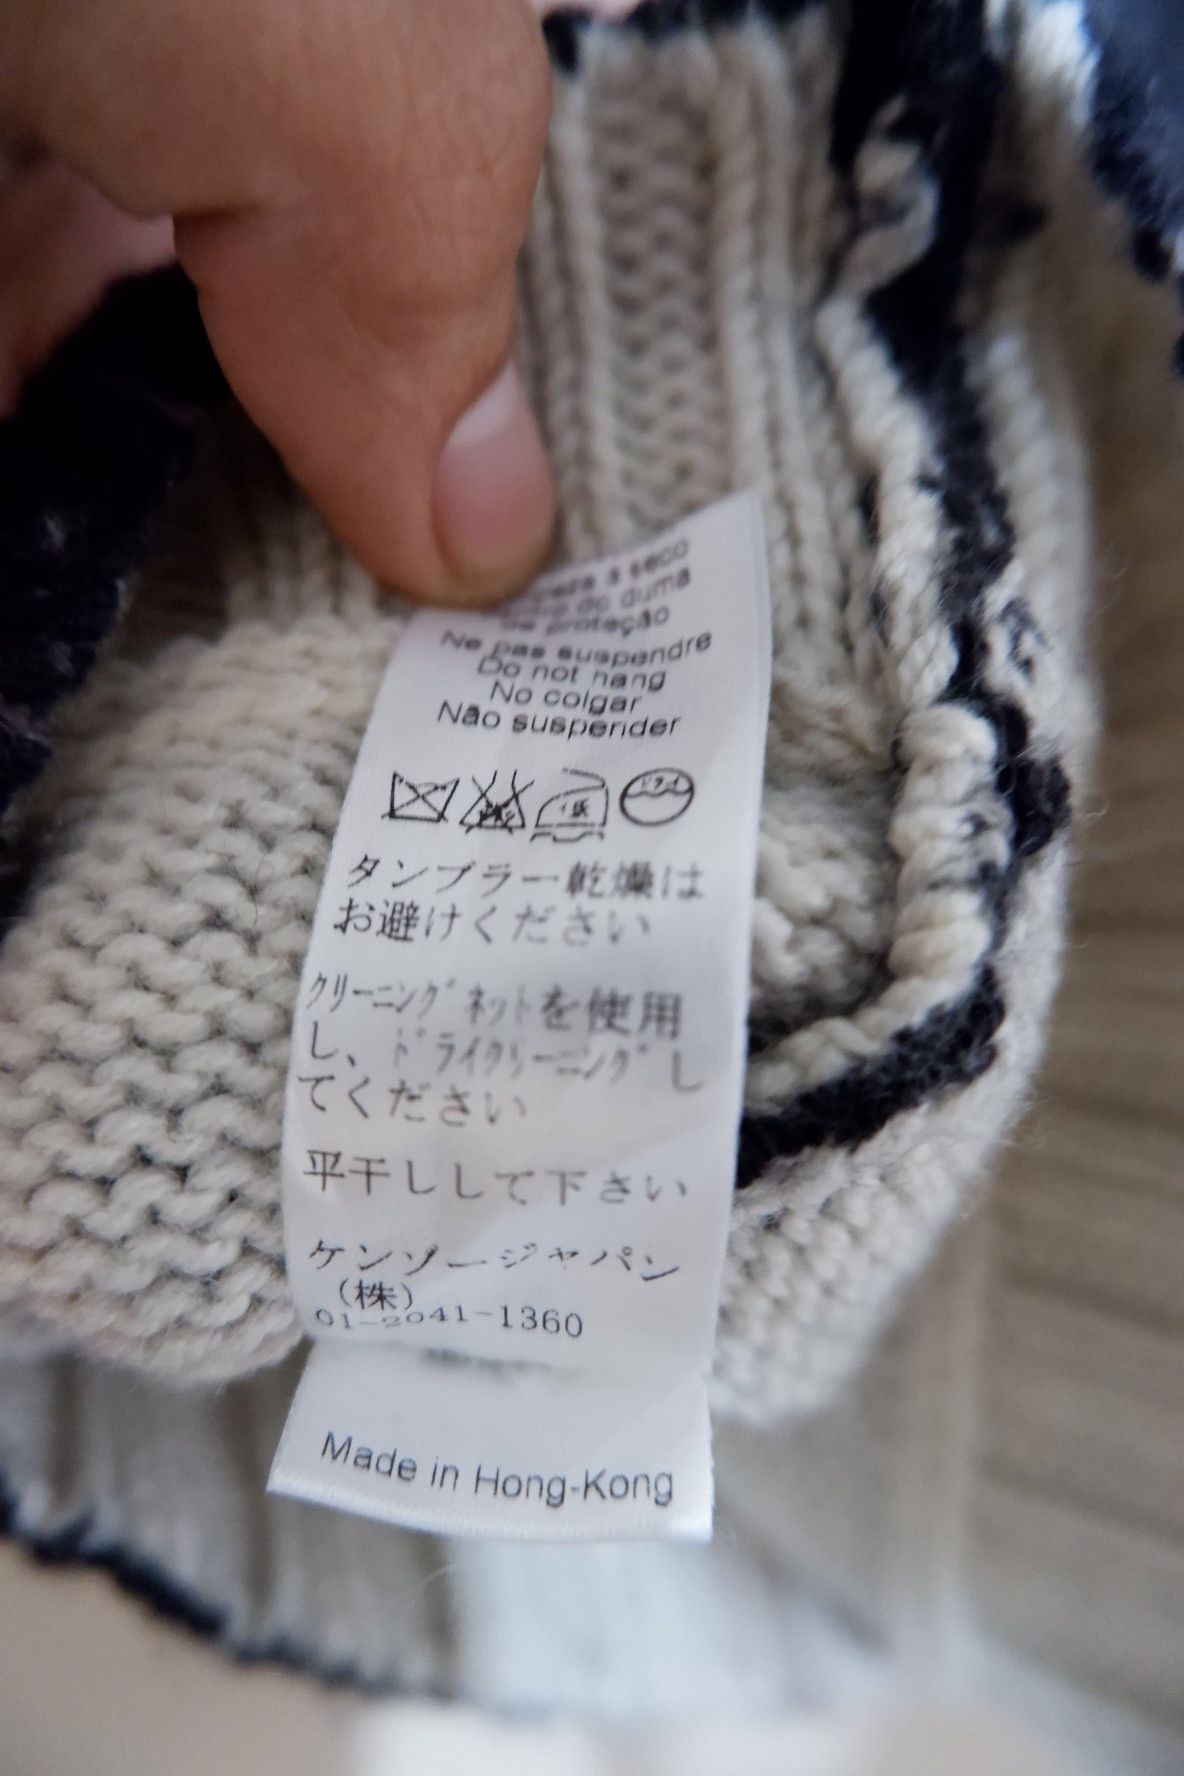 a seco
de proteção
Ne pas suspendre
Do not hang
No colgar
Não suspender
タンブラー乾燥は
お避けください
クリーニングネットを使用
し、ドライクリーニングし
てください
平干しして下さい
ケンゾージャパン
(株)
01-2041-1360
Made in Hong-Kong